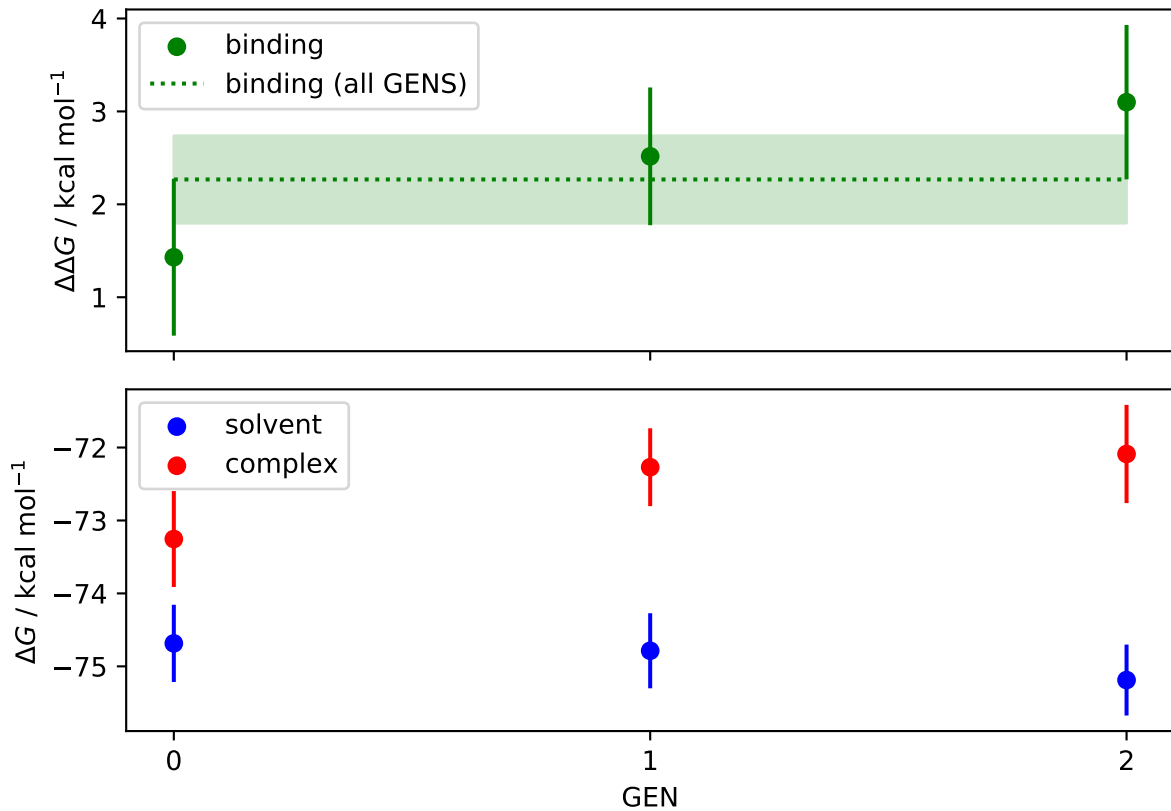 4
3
2
1
ΔΔG / kcal mol⁻¹
binding
binding (all GENS)
−72
−73
−74
−75
ΔG / kcal mol⁻¹
solvent
complex
0 1 2
GEN